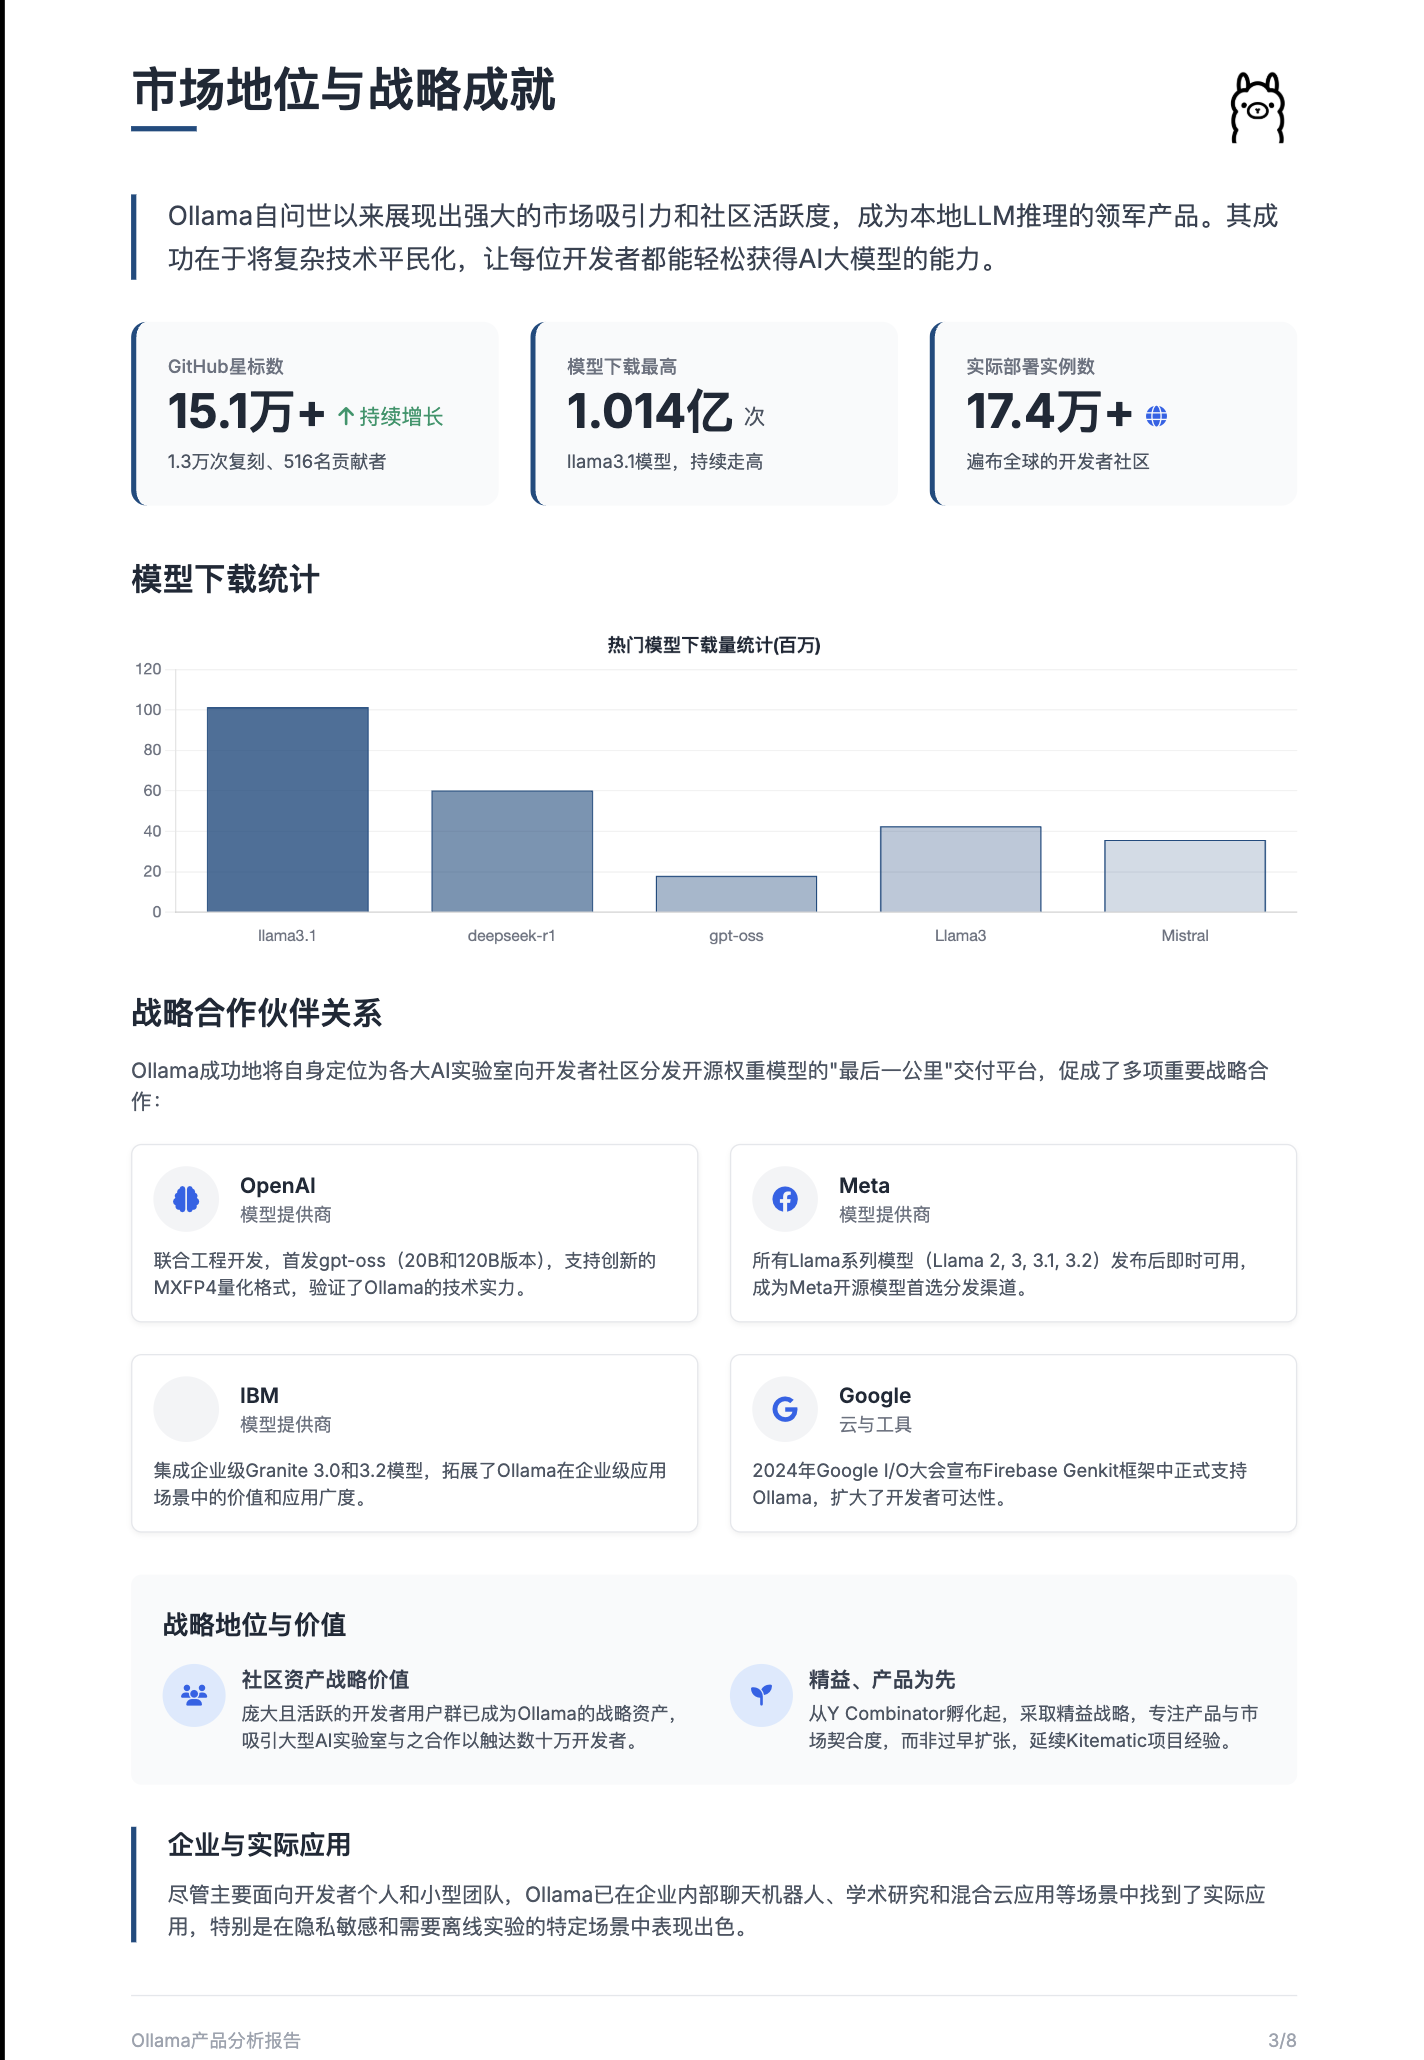 市场地位与战略成就
Ollama自问世以来展现出强大的市场吸引力和社区活跃度，成为本地LLM推理的领军产品。其成
功在于将复杂技术平民化，让每位开发者都能轻松获得AI大模型的能力。
GitHub星标数
15.1万+ 持续增长
1.3万次复刻、516名贡献者
模型下载最高
1.014亿 次
llama3.1模型，持续走高
实际部署实例数
17.4万+
遍布全球的开发者社区
模型下载统计
热门模型下载量统计(百万)
120
100
80
60
40
20
0
llama3.1 deepseek-r1 gpt-oss Llama3 Mistral
战略合作伙伴关系
Ollama成功地将自身定位为各大AI实验室向开发者社区分发开源权重模型的"最后一公里"交付平台，促成了多项重要战略合
作：
OpenAI
模型提供商
联合工程开发，首发gpt-oss（20B和120B版本），支持创新的
MXFP4量化格式，验证了Ollama的技术实力。
Meta
模型提供商
所有Llama系列模型（Llama 2, 3, 3.1, 3.2）发布后即时可用，
成为Meta开源模型首选分发渠道。
IBM
模型提供商
集成企业级Granite 3.0和3.2模型，拓展了Ollama在企业级应用
场景中的价值和应用广度。
Google
云与工具
2024年Google I/O大会宣布Firebase Genkit框架中正式支持
Ollama，扩大了开发者可达性。
战略地位与价值
社区资产战略价值
庞大且活跃的开发者用户群已成为Ollama的战略资产，
吸引大型AI实验室与之合作以触达数十万开发者。
精益、产品为先
从Y Combinator孵化起，采取精益战略，专注产品与市
场契合度，而非过早扩张，延续Kitematic项目经验。
企业与实际应用
尽管主要面向开发者个人和小型团队，Ollama已在企业内部聊天机器人、学术研究和混合云应用等场景中找到了实际应
用，特别是在隐私敏感和需要离线实验的特定场景中表现出色。
Ollama产品分析报告
3/8